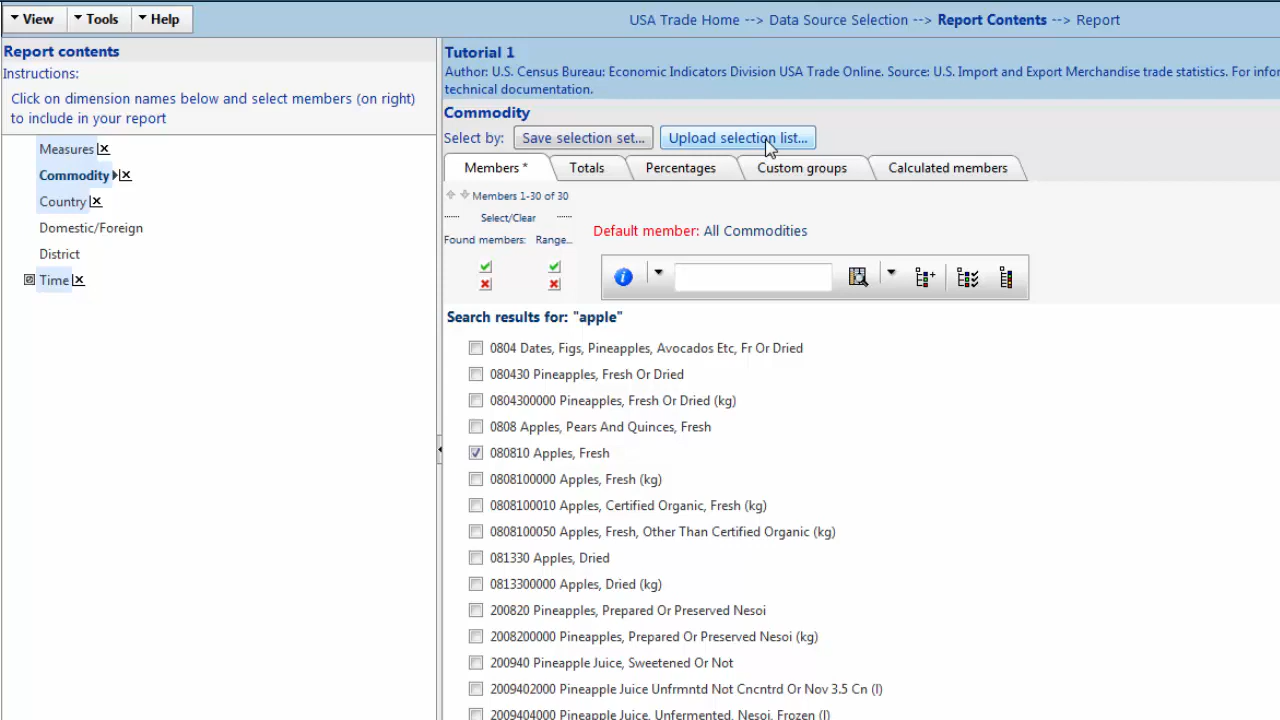 View Tools Help
USA Trade Home --> Data Source Selection --> Report Contents --> Report
Report contents
Instructions:
Click on dimension names below and select members (on right)
to include in your report
Measures
Commodity
Country
Domestic/Foreign
District
Time
Tutorial 1
Author: U.S. Census Bureau: Economic Indicators Division USA Trade Online. Source: U.S. Import and Export Merchandise trade statistics. For infor
technical documentation.
Commodity
Select by: Save selection set... Upload selection list...
Members * Totals Percentages Custom groups Calculated members
Members 1-30 of 30
Select/Clear
Found members: Range...
Default member: All Commodities
Search results for: "apple"
0804 Dates, Figs, Pineapples, Avocados Etc, Fr Or Dried
080430 Pineapples, Fresh Or Dried
0804300000 Pineapples, Fresh Or Dried (kg)
0808 Apples, Pears And Quinces, Fresh
080810 Apples, Fresh
0808100000 Apples, Fresh (kg)
0808100010 Apples, Certified Organic, Fresh (kg)
0808100050 Apples, Fresh, Other Than Certified Organic (kg)
081330 Apples, Dried
0813300000 Apples, Dried (kg)
200820 Pineapples, Prepared Or Preserved Nesoi
2008200000 Pineapples, Prepared Or Preserved Nesoi (kg)
200940 Pineapple Juice, Sweetened Or Not
2009402000 Pineapple Juice Unfrmntd Not Cncntrd Or Nov 3.5 Cn (l)
2009404000 Pineapple Juice, Unfermented, Nesoi, Frozen (l)